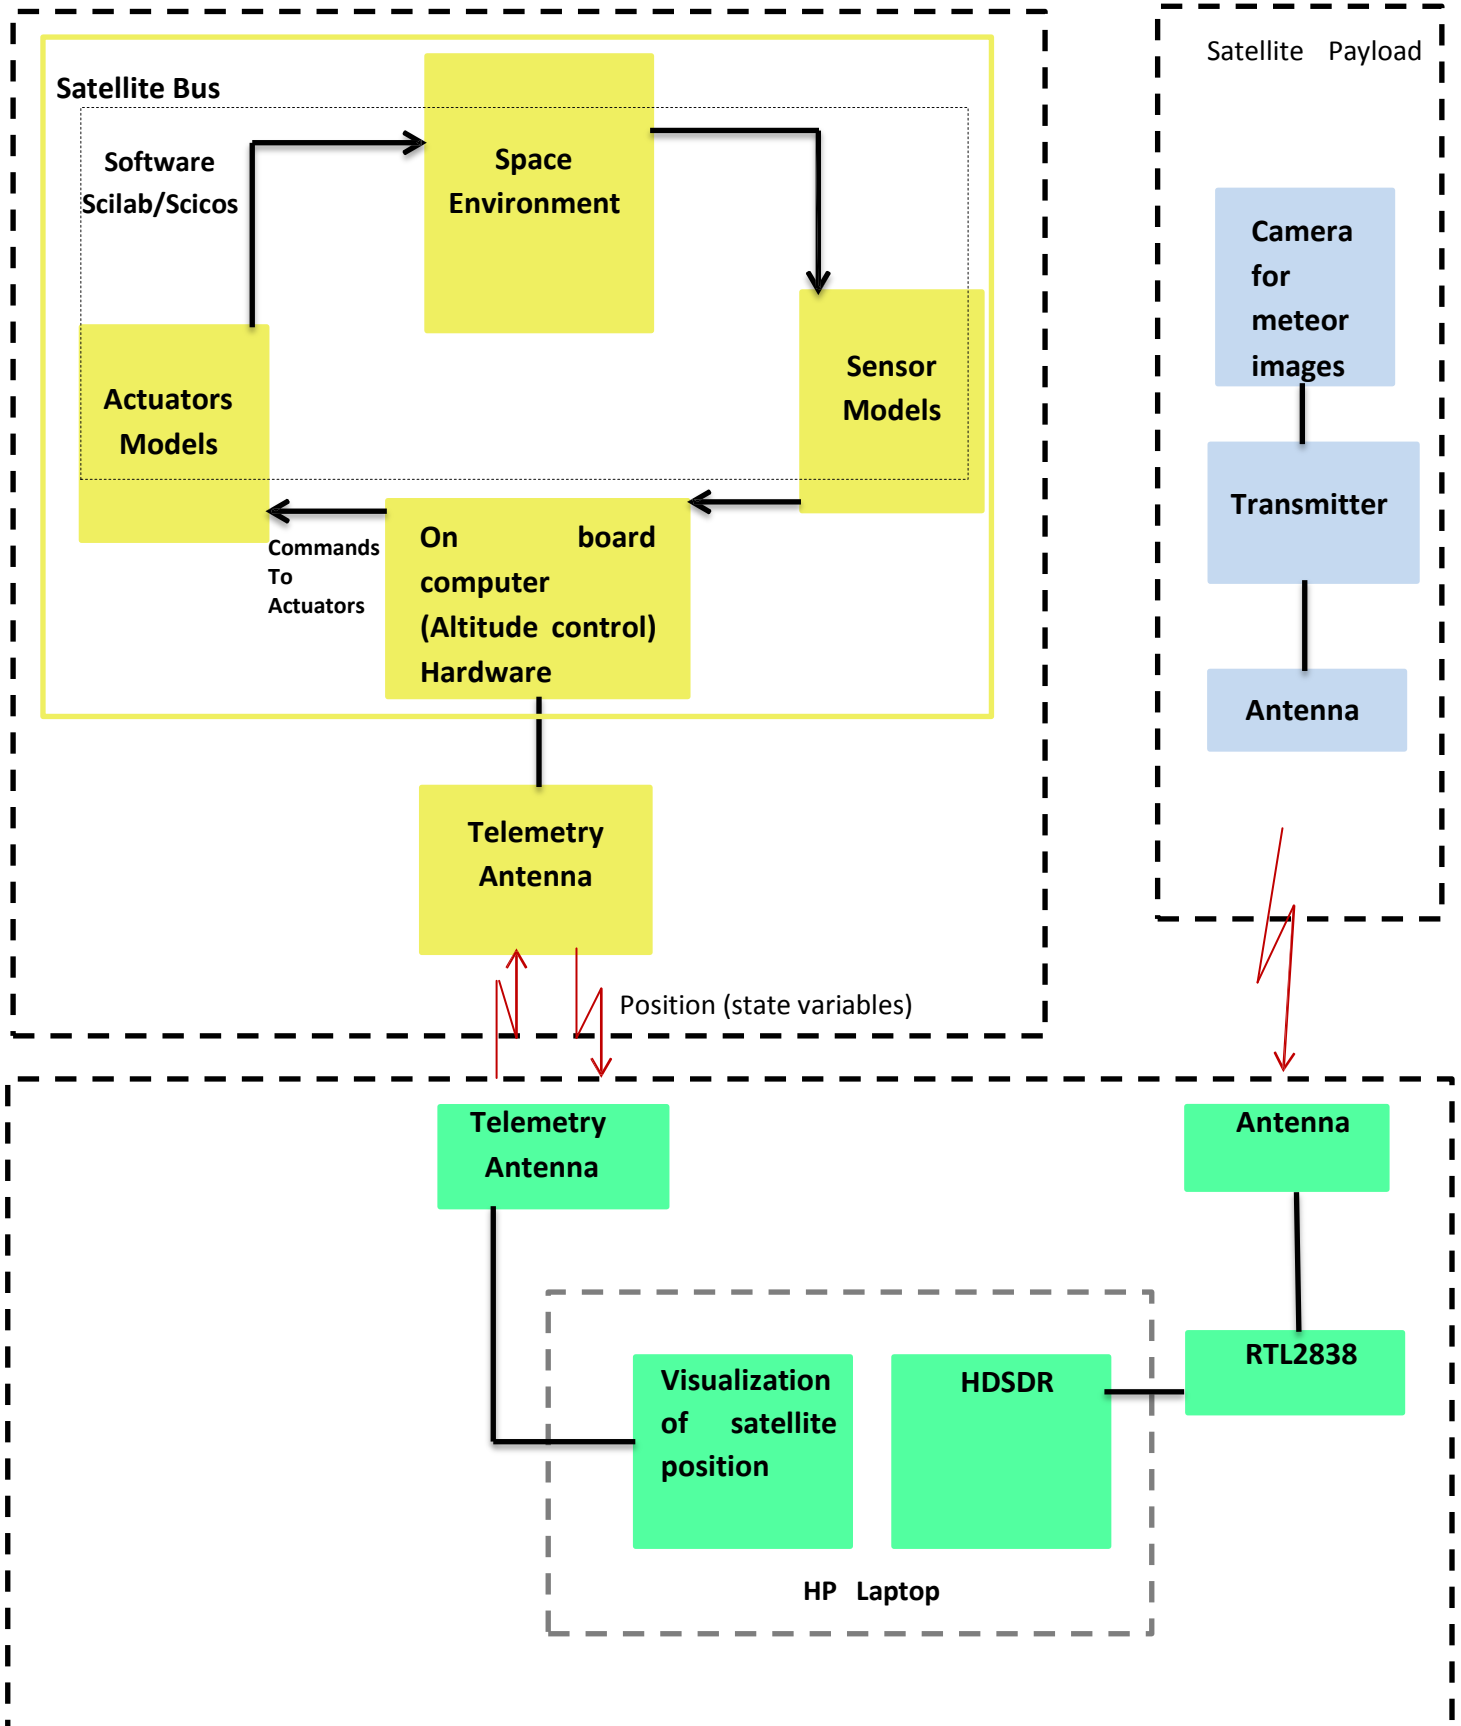 Satellite Payload
Satellite Bus
Software
Scilab/Scicos
Space
Environment
Camera
for
meteor
images
Sensor
Models
Actuators
Models
Transmitter
On board
computer
(Altitude control)
Hardware
Commands
To
Actuators
Antenna
Telemetry
Antenna
Position (state variables)
Telemetry
Antenna
Antenna
RTL2838
Visualization
of satellite
position
HDSDR
HP Laptop